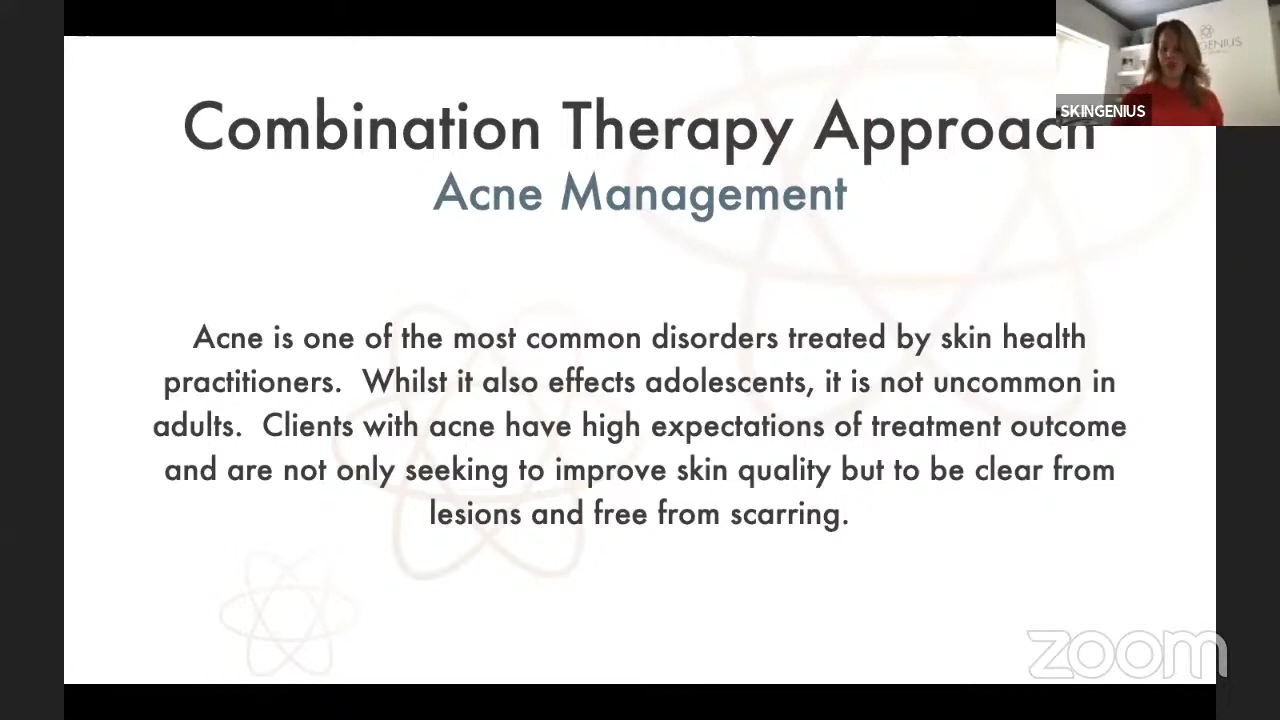 Combination Therapy Approach
Acne Management
Acne is one of the most common disorders treated by skin health
practitioners. Whilst it also effects adolescents, it is not uncommon in
adults. Clients with acne have high expectations of treatment outcome
and are not only seeking to improve skin quality but to be clear from
lesions and free from scarring.
SKINGENIUS
GENIUS
zoom